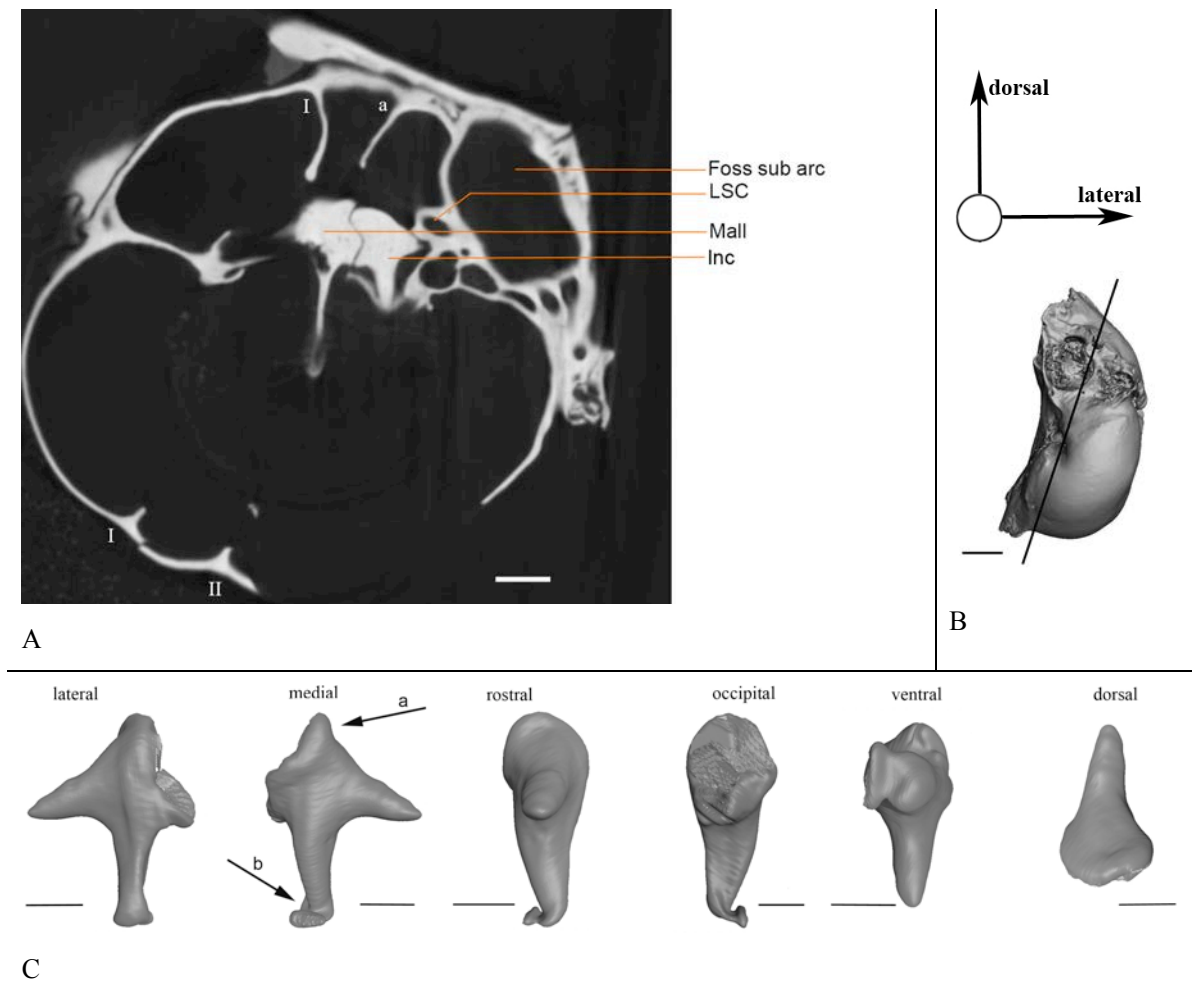 I
a
Foss sub arc
LSC
Mall
Inc
I
II
A
dorsal
lateral
B
lateral
medial
rostral
occipital
ventral
dorsal
a
b
C